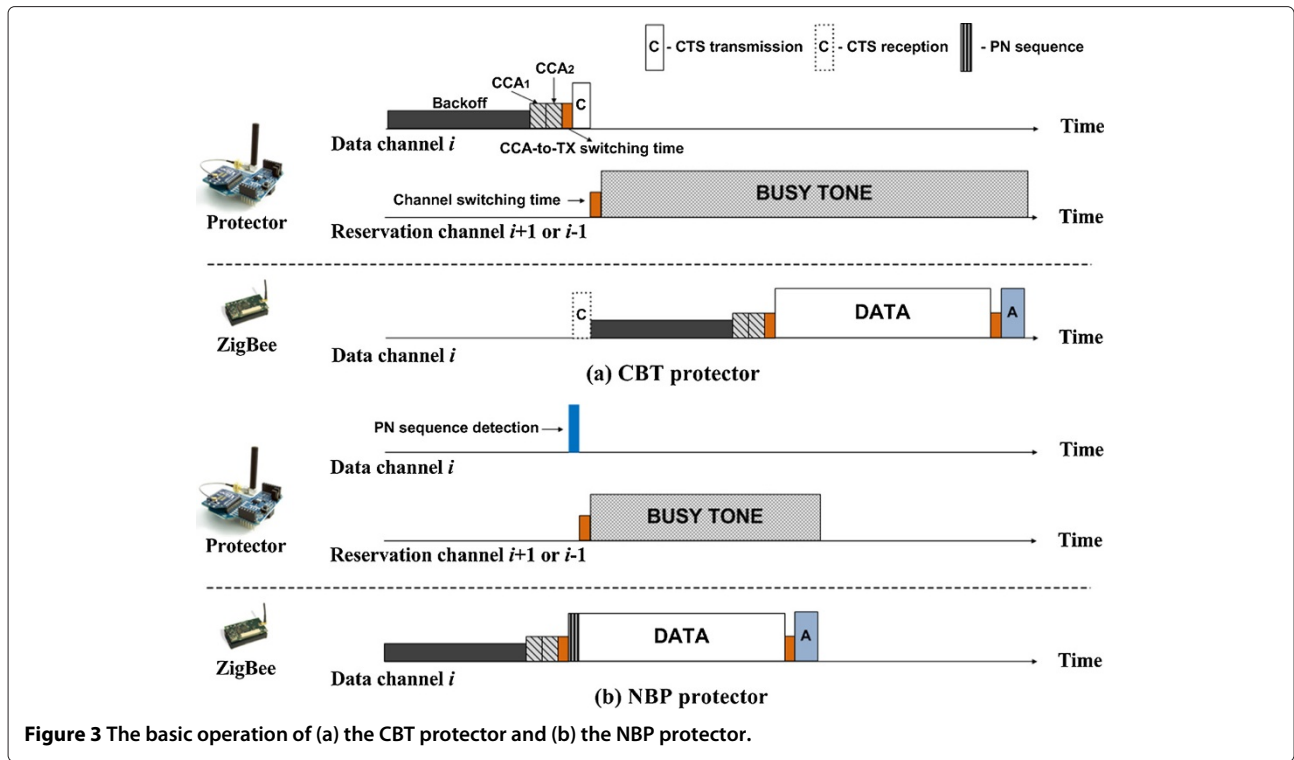 C - CTS transmission C - CTS reception - PN sequence
CCA1 CCA2
Backoff C
Data channel i Time
CCA-to-TX switching time
Protector
Channel switching time BUSY TONE
Reservation channel i+1 or i-1 Time
ZigBee
C DATA A
Data channel i Time
(a) CBT protector
PN sequence detection
Data channel i Time
Protector
BUSY TONE
Reservation channel i+1 or i-1 Time
ZigBee
DATA A
Data channel i Time
(b) NBP protector
Figure 3 The basic operation of (a) the CBT protector and (b) the NBP protector.